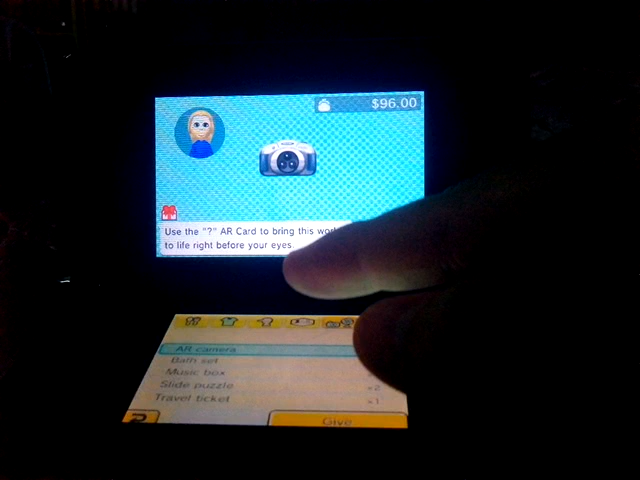 $96.00
Use the "?" AR Card to bring this
to life right before your eyes.
AR camera
Bath set
Music box
Slide puzzle ×2
Travel ticket ×1
Give